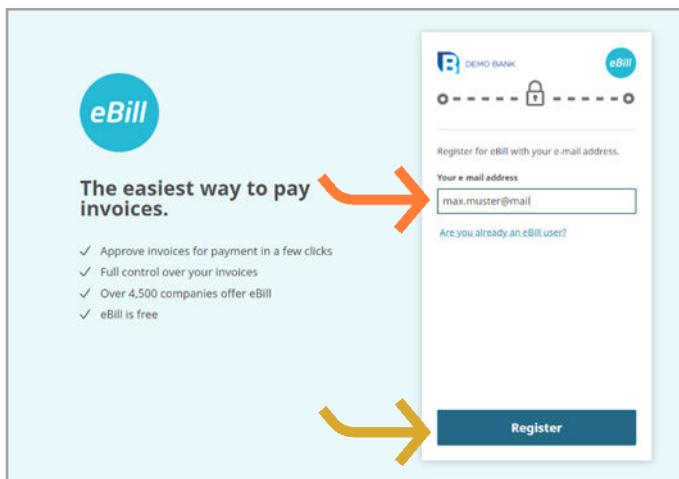 eBill
The easiest way to pay
invoices.
✓ Approve invoices for payment in a few clicks
✓ Full control over your invoices
✓ Over 4,500 companies offer eBill
✓ eBill is free
B DEMO BANK
eBill
Register for eBill with your e-mail address.
Your e-mail address
max.muster@mail
Are you already an eBill user?
Register